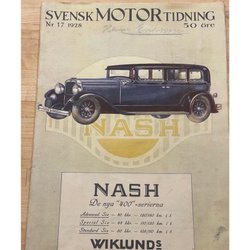 SVENSK MOTOR TIDNING
Nr 17 1928
50 öre
NASH
NASH
De nya "400"-serierna
Advanced Six
Special Six
Standard Six
WIKLUNDS